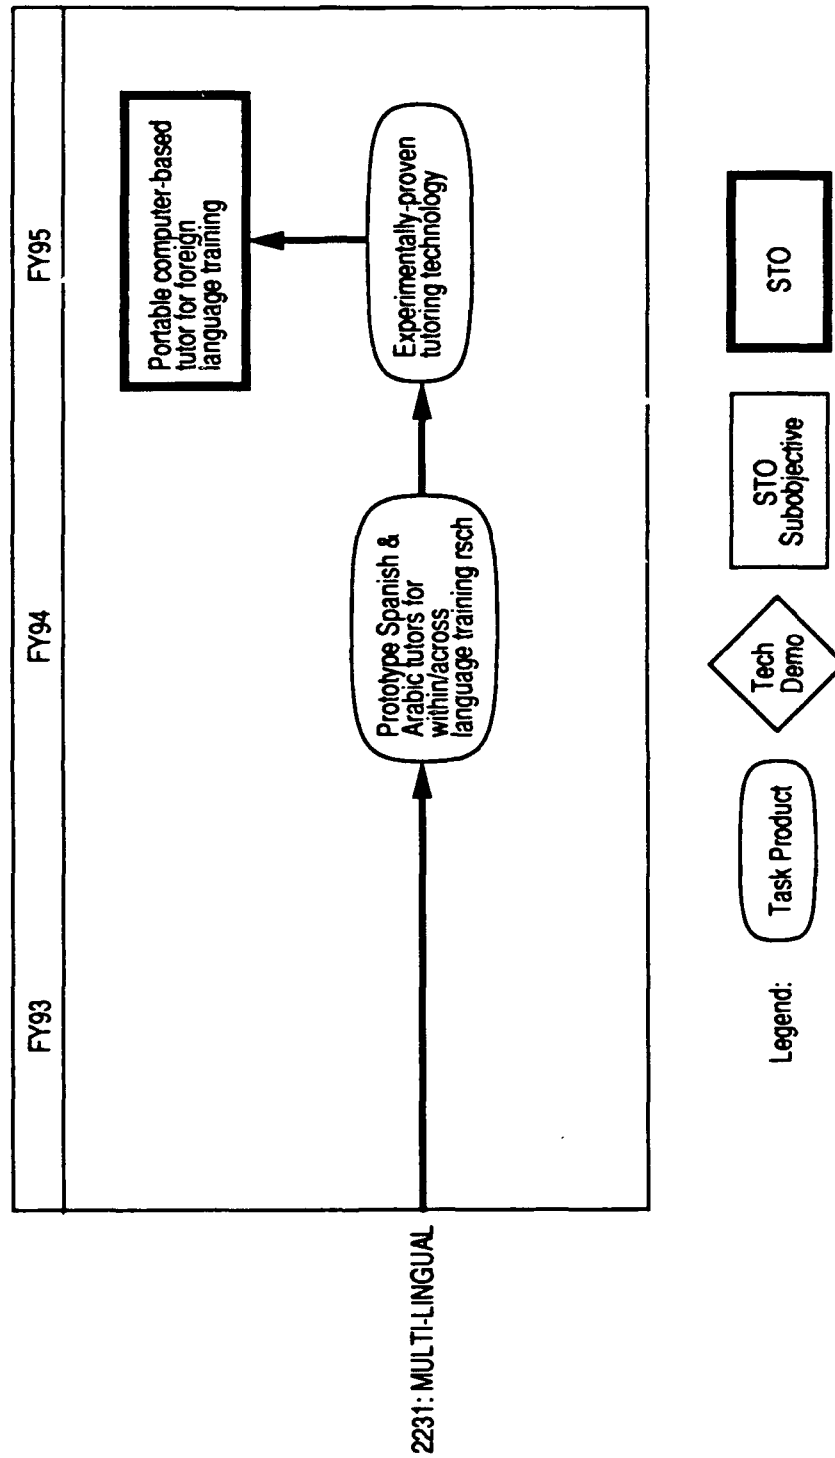 FY93
FY94
FY95
Portable computer-based
tutor for foreign
language training
2231: MULTI-LINGUAL
Prototype Spanish &
Arabic tutors for
within/across
language training rsch
Experimentally-proven
tutoring technology
Legend:
Task Product
Tech
Demo
STO
Subobjective
STO